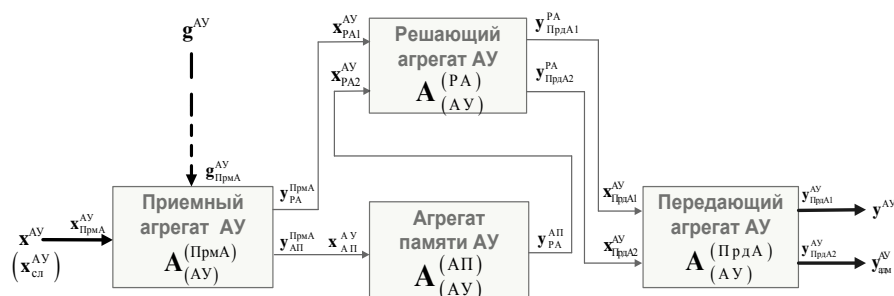 g^АУ
x^АУ_РА1
Решающий
агрегат АУ
A^(РА)_(АУ)
y^РА_ПрдА1
x^АУ_РА2
y^РА_ПрдА2
g^АУ_ПрмА
Приемный
агрегат АУ
A^(ПрмА)_(АУ)
x^АУ
(x^АУ_сл)
x^АУ_ПрмА
y^ПрмА_РА
y^ПрмА_АП
x^АУ_АП
Агрегат
памяти АУ
A^(АП)_(АУ)
y^АП_РА
x^АУ_ПрдА1
x^АУ_ПрдА2
Передающий
агрегат АУ
A^(ПрдА)_(АУ)
y^АУ_ПрдА1
y^АУ
y^АУ_ПрдА2
y^АУ_адм